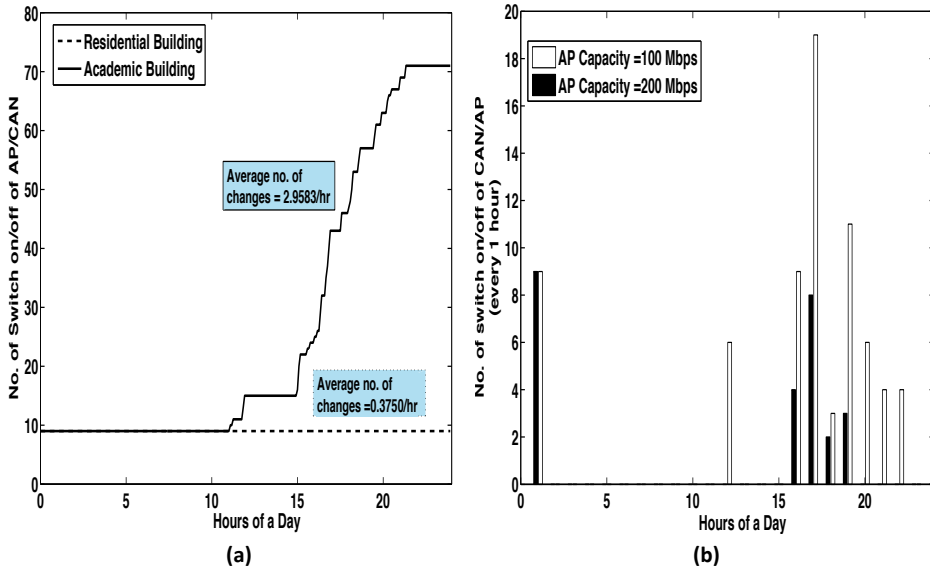 No. of Switch on/off of AP/CAN
80
70
60
50
40
30
20
10
0
Residential Building
Academic Building
Average no. of
changes = 2.9583/hr
Average no. of
changes =0.3750/hr
0
5
10
15
20
Hours of a Day
(a)
No. of switch on/off of CAN/AP
(every 1 hour)
20
18
16
14
12
10
8
6
4
2
0
AP Capacity =100 Mbps
AP Capacity =200 Mbps
0
5
10
15
20
Hours of a Day
(b)